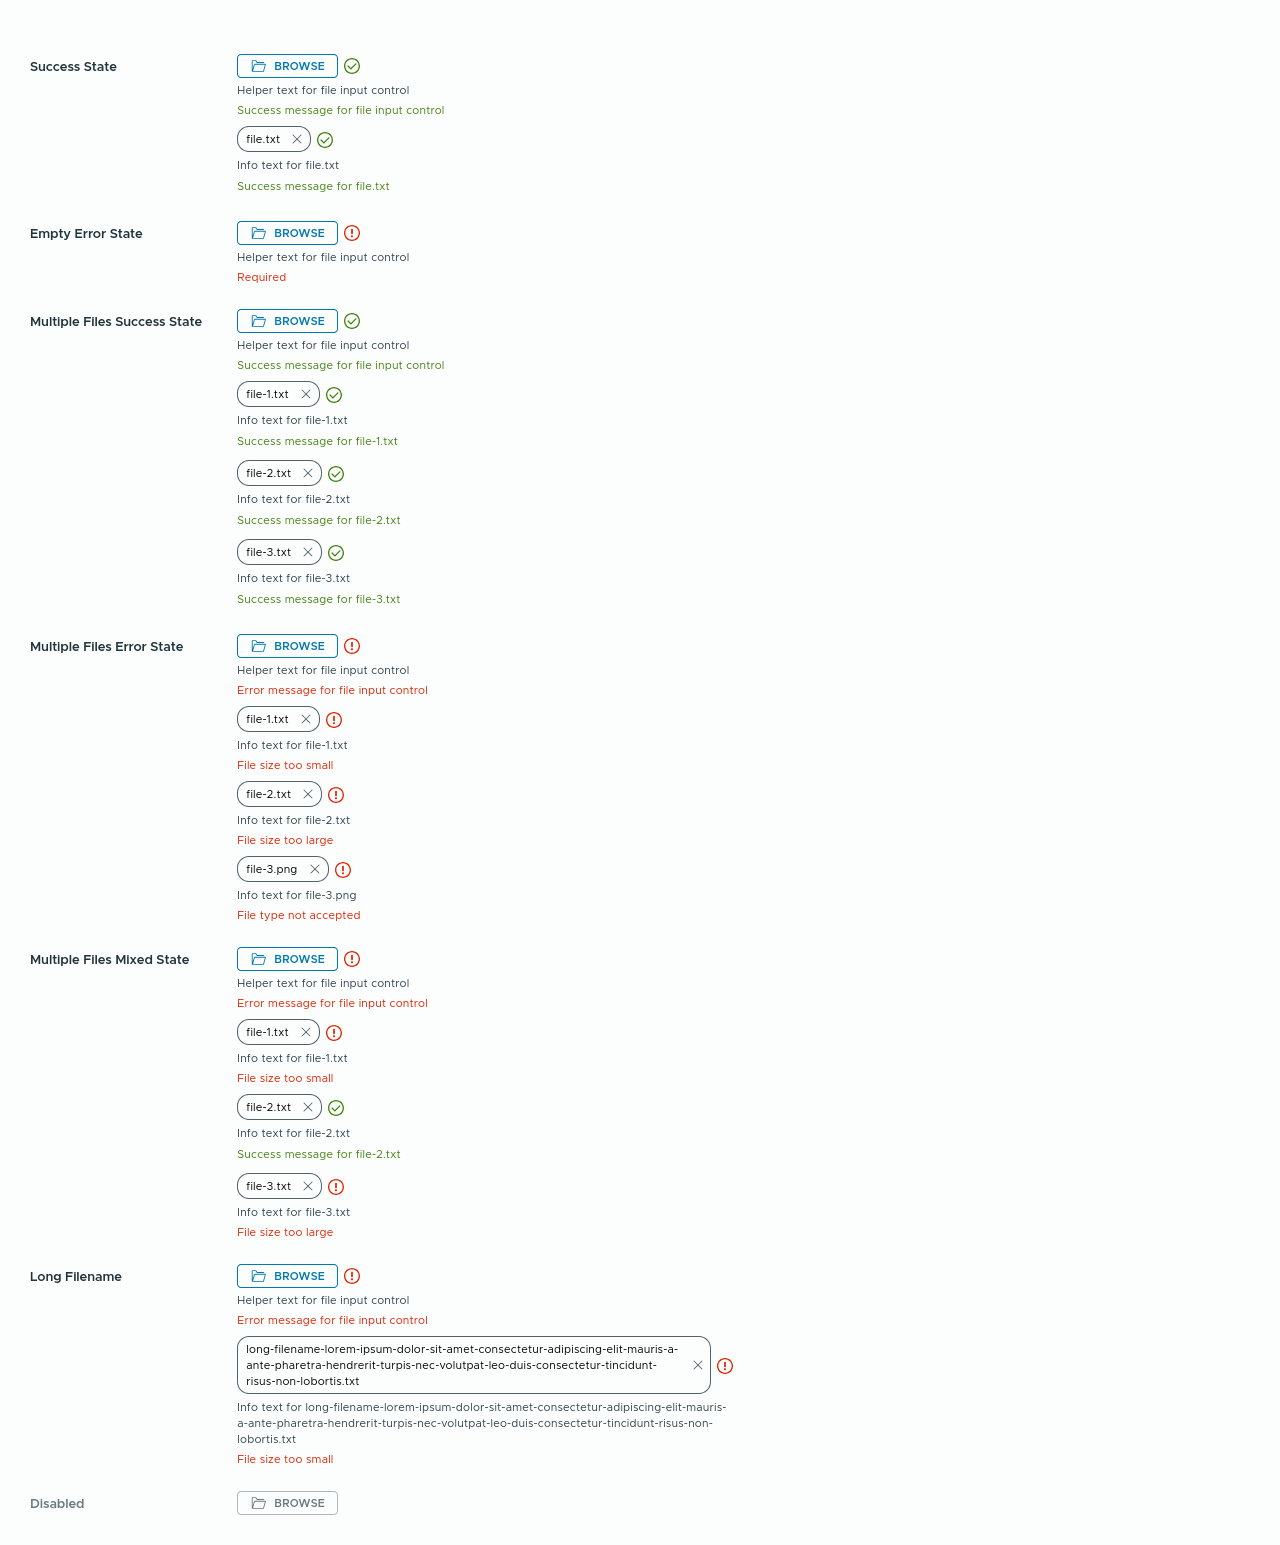 Success State
BROWSE
Helper text for file input control
Success message for file input control
file.txt
Info text for file.txt
Success message for file.txt
Empty Error State
BROWSE
Helper text for file input control
Required
Multiple Files Success State
BROWSE
Helper text for file input control
Success message for file input control
file-1.txt
Info text for file-1.txt
Success message for file-1.txt
file-2.txt
Info text for file-2.txt
Success message for file-2.txt
file-3.txt
Info text for file-3.txt
Success message for file-3.txt
Multiple Files Error State
BROWSE
Helper text for file input control
Error message for file input control
file-1.txt
Info text for file-1.txt
File size too small
file-2.txt
Info text for file-2.txt
File size too large
file-3.png
Info text for file-3.png
File type not accepted
Multiple Files Mixed State
BROWSE
Helper text for file input control
Error message for file input control
file-1.txt
Info text for file-1.txt
File size too small
file-2.txt
Info text for file-2.txt
Success message for file-2.txt
file-3.txt
Info text for file-3.txt
File size too large
Long Filename
BROWSE
Helper text for file input control
Error message for file input control
long-filename-lorem-ipsum-dolor-sit-amet-consectetur-adipiscing-elit-mauris-a-
ante-pharetra-hendrerit-turpis-nec-volutpat-leo-duis-consectetur-tincidunt-
risus-non-lobortis.txt
Info text for long-filename-lorem-ipsum-dolor-sit-amet-consectetur-adipiscing-elit-mauris-
a-ante-pharetra-hendrerit-turpis-nec-volutpat-leo-duis-consectetur-tincidunt-risus-non-
lobortis.txt
File size too small
Disabled
BROWSE